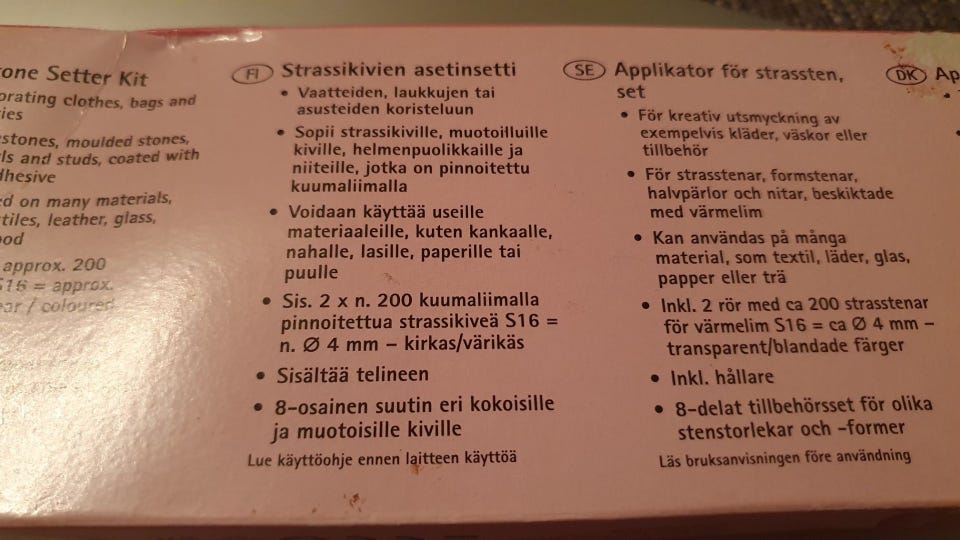 one Setter Kit
orating clothes, bags and
ies
estones, moulded stones,
ls and studs, coated with
dhesive
ed on many materials,
tiles, leather, glass,
ood
approx. 200
S16 = approx.
ear / coloured
FI Strassikivien asetinsetti
• Vaatteiden, laukkujen tai
asusteiden koristeluun
• Sopii strassikiville, muotoilluille
kiville, helmenpuolikkaille ja
niiteille, jotka on pinnoitettu
kuumaliimalla
• Voidaan käyttää useille
materiaaleille, kuten kankaalle,
nahalle, lasille, paperille tai
puulle
• Sis. 2 x n. 200 kuumaliimalla
pinnoitettua strassikiveä S16 =
n. Ø 4 mm – kirkas/värikäs
• Sisältää telineen
• 8-osainen suutin eri kokoisille
ja muotoisille kiville
Lue käyttöohje ennen laitteen käyttöä
SE Applikator för strassten,
set
• För kreativ utsmyckning av
exempelvis kläder, väskor eller
tillbehör
• För strasstenar, formstenar,
halvpärlor och nitar, beskiktade
med värmelim
• Kan användas på många
material, som textil, läder, glas,
papper eller trä
• Inkl. 2 rör med ca 200 strasstenar
för värmelim S16 = ca Ø 4 mm –
transparent/blandade färger
• Inkl. hållare
• 8-delat tillbehörsset för olika
stenstorlekar och -former
Läs bruksanvisningen före användning
DK Ap